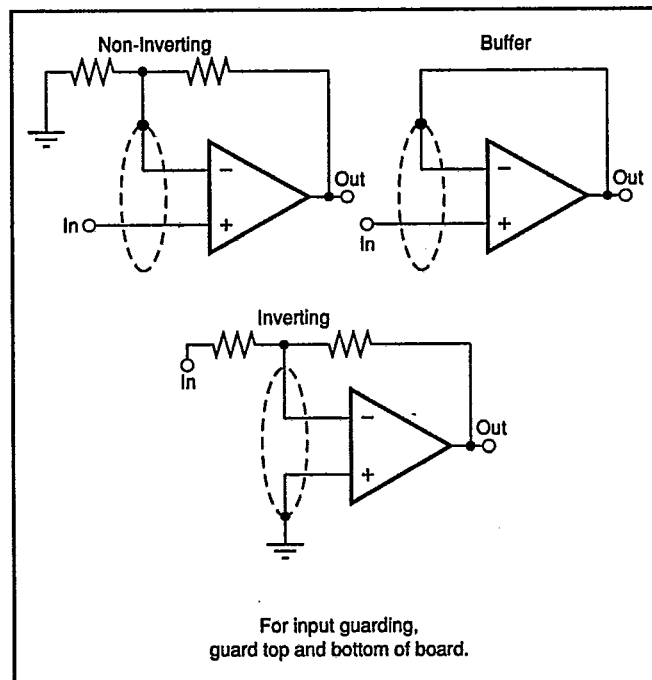 Non-Inverting
Buffer
−
+
In
Out
−
+
In
Out
Inverting
In
−
+
Out
For input guarding,
guard top and bottom of board.